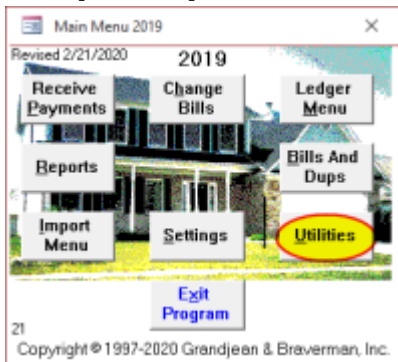 Main Menu 2019
Revised 2/21/2020
2019
Receive
Payments
Change
Bills
Ledger
Menu
Reports
Bills And
Dups
Import
Menu
Settings
Utilities
Exit
Program
21
Copyright © 1997-2020 Grandjean & Braverman, Inc.